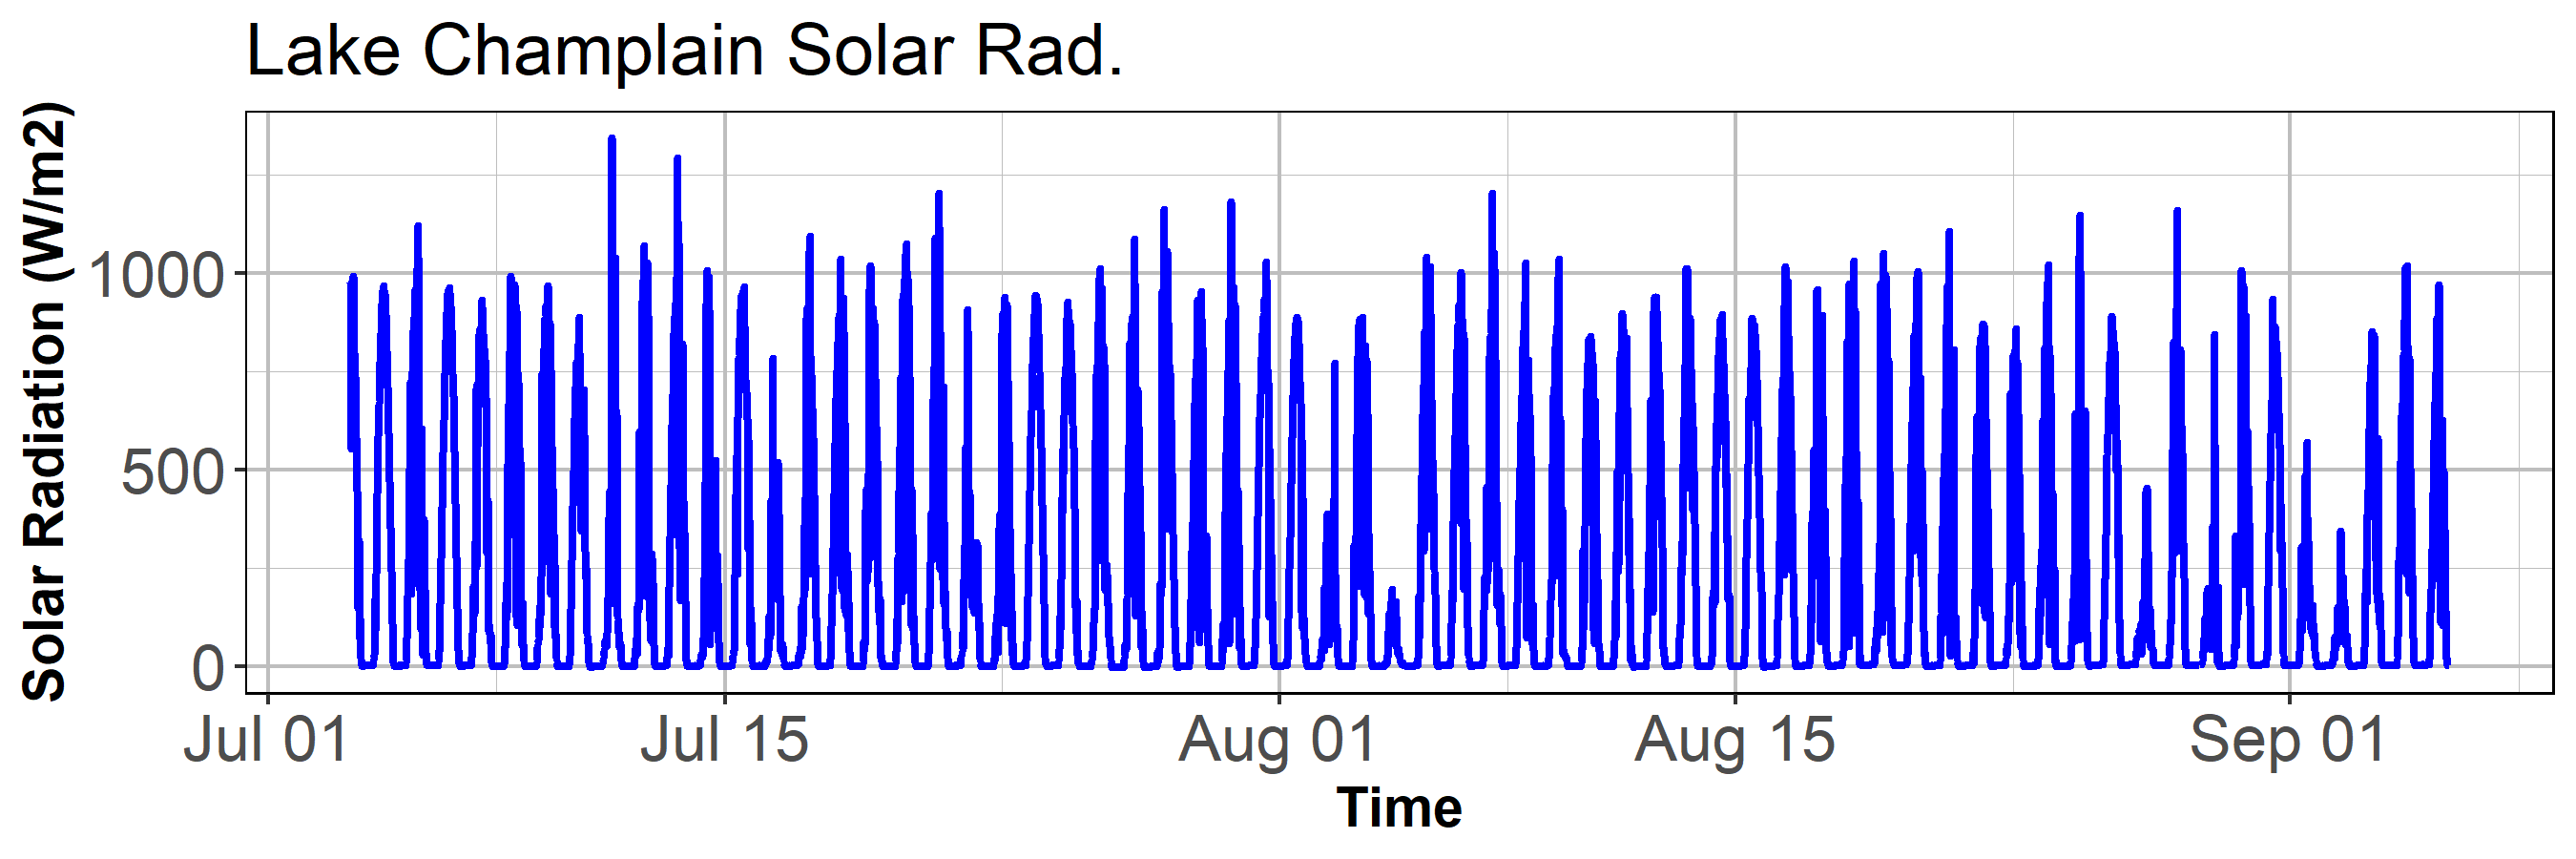 Lake Champlain Solar Rad.
Solar Radiation (W/m2)
1000
500
0
Jul 01 Jul 15 Aug 01 Aug 15 Sep 01
Time